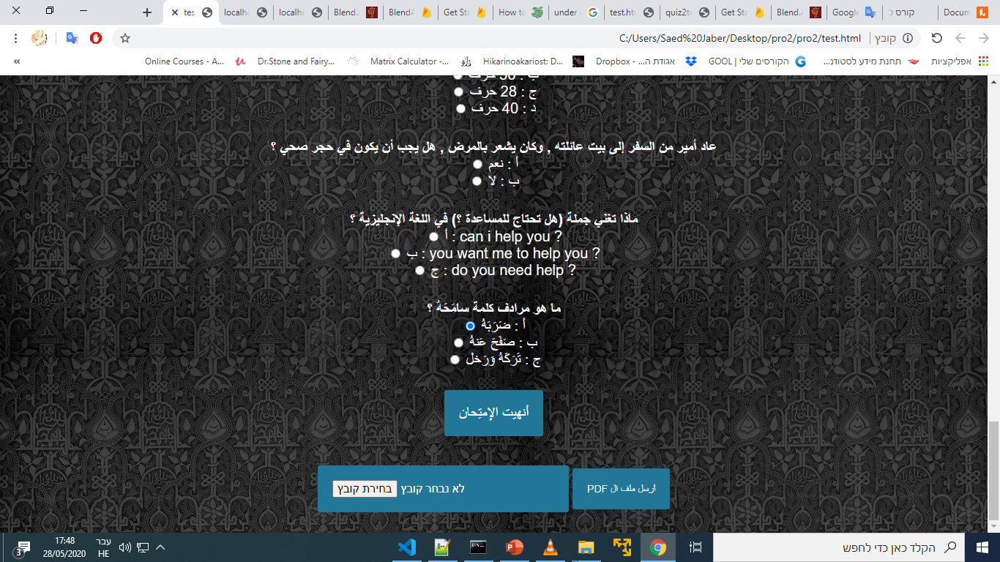 tes
localho
localho
Blend.
BlendA
Get Sta
How to
under
test.htm
quiz2te
Get Sta
Blend.A
Google
קורס ל
Docum
C:/Users/Saed%20Jaber/Desktop/pro2/pro2/test.html | קובץ
אפליקציות
תחנת מידע לסטודנ...
הקורסים שלי | GOOL
Dropbox - אגודת ה...
Hikarinoakariost: D...
Matrix Calculator -...
Dr.Stone and Fairy...
Online Courses - A...
«
ب : 30 حرف
ج : 28 حرف
د : 40 حرف
عاد أمير من السفر إلى بيت عائلته , وكان يشعر بالمرض , هل يجب أن يكون في حجر صحي ؟
أ : نعم
ب : لا
ماذا تعني جملة (هل تحتاج للمساعدة ؟) في اللغة الإنجليزية ؟
أ : can i help you ?
ب : you want me to help you ?
ج : do you need help ?
ما هو مرادف كلمة سامَحَهُ ؟
أ : ضَرَبَهُ
ب : صَفَحَ عَنهُ
ج : تَرَكَهُ وَرَحل
أنهيت الإمتِحان
בחירת קובץ לא נבחר קובץ
أرسل ملف ال PDF
3
17:48
28/05/2020
עבר
HE
הקלד כאן כדי לחפש